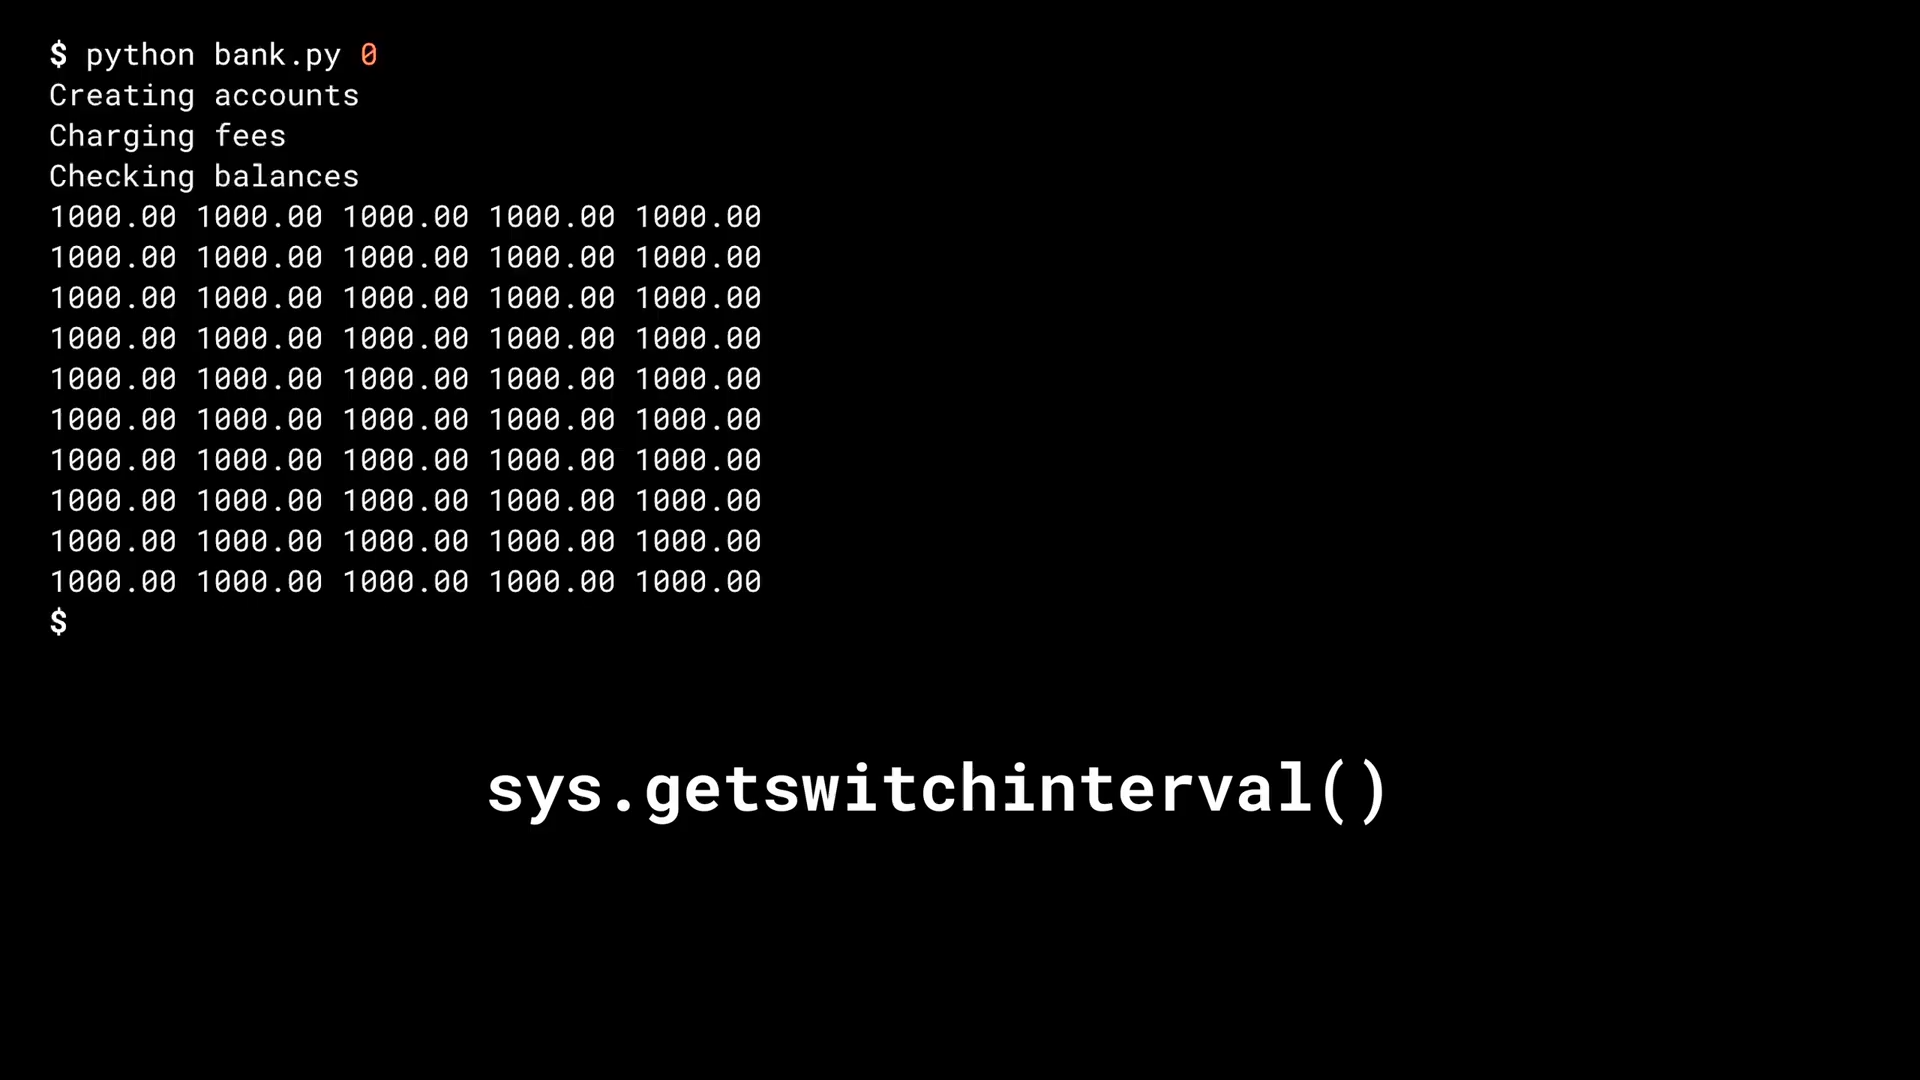 $ python bank.py 0
Creating accounts
Charging fees
Checking balances
1000.00 1000.00 1000.00 1000.00 1000.00
1000.00 1000.00 1000.00 1000.00 1000.00
1000.00 1000.00 1000.00 1000.00 1000.00
1000.00 1000.00 1000.00 1000.00 1000.00
1000.00 1000.00 1000.00 1000.00 1000.00
1000.00 1000.00 1000.00 1000.00 1000.00
1000.00 1000.00 1000.00 1000.00 1000.00
1000.00 1000.00 1000.00 1000.00 1000.00
1000.00 1000.00 1000.00 1000.00 1000.00
1000.00 1000.00 1000.00 1000.00 1000.00
$
sys.getswitchinterval()